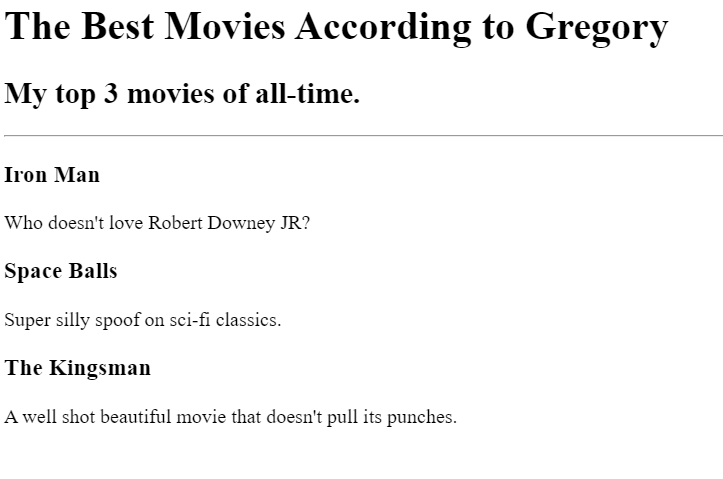 The Best Movies According to Gregory
My top 3 movies of all-time.
Iron Man
Who doesn't love Robert Downey JR?
Space Balls
Super silly spoof on sci-fi classics.
The Kingsman
A well shot beautiful movie that doesn't pull its punches.